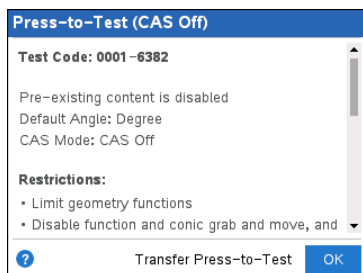 Press-to-Test (CAS Off)
Test Code: 0001-6382
Pre-existing content is disabled
Default Angle: Degree
CAS Mode: CAS Off
Restrictions:
• Limit geometry functions
• Disable function and conic grab and move, and
?
Transfer Press-to-Test
OK